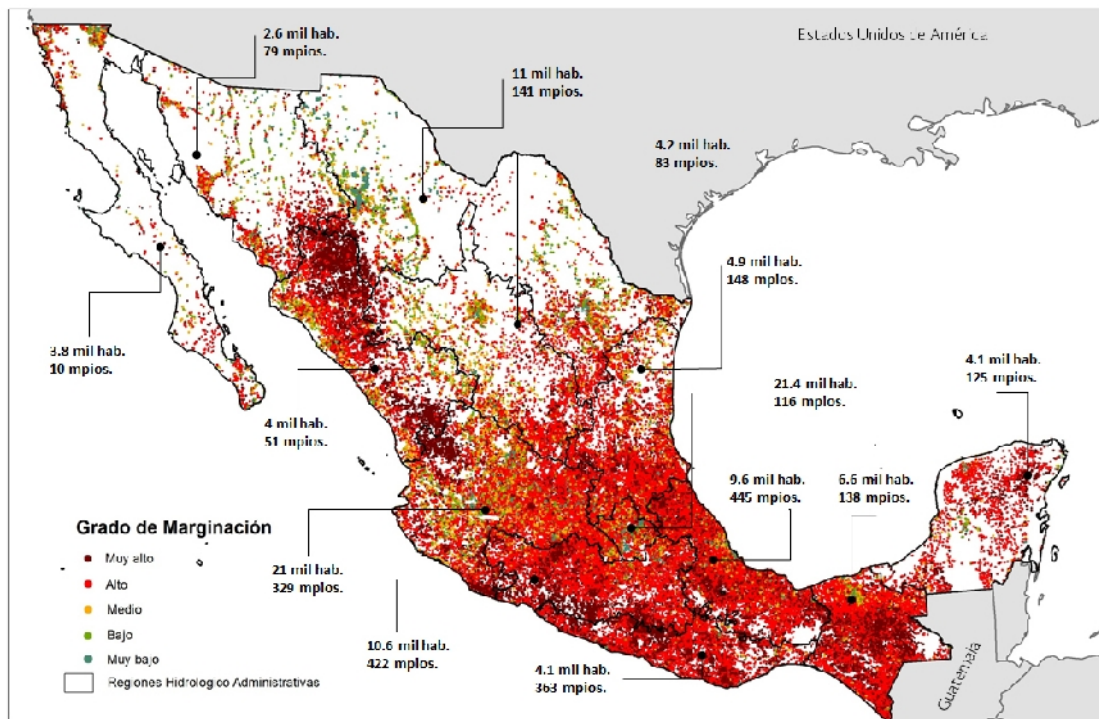 Estados Unidos de América
2.6 mil hab.
79 mpios.
11 mil hab.
141 mpios.
4.2 mil hab.
83 mpios.
4.9 mil hab.
148 mpios.
3.8 mil hab.
10 mpios.
4.1 mil hab.
125 mpios.
21.4 mil hab.
116 mplos.
4 mil hab.
51 mpios.
9.6 mil hab.
445 mpios.
6.6 mil hab.
138 mpios.
Grado de Marginación
Muy alto
Alto
Medio
Bajo
Muy bajo
Regiones Hidrologico Administrativas
21 mil hab.
329 mplos.
10.6 mil hab.
422 mplos.
4.1 mil hab.
363 mpios.
Guatemala